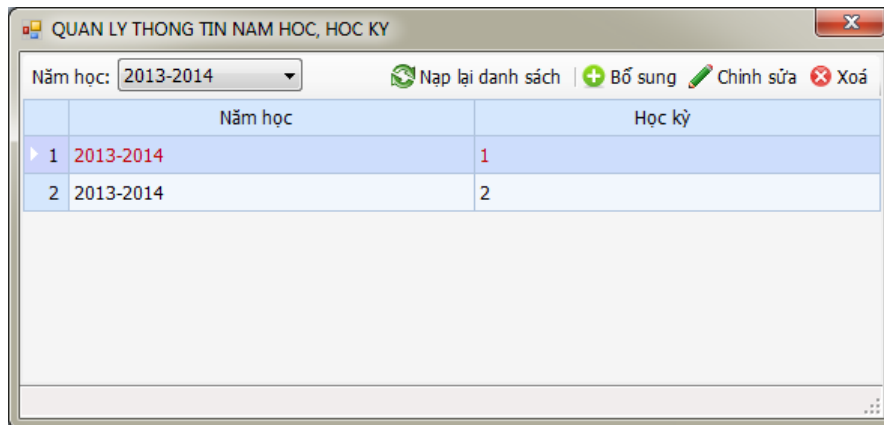 QUAN LY THONG TIN NAM HOC, HOC KY
Năm học: 2013-2014 Nạp lại danh sách Bổ sung Chỉnh sửa Xoá
Năm học Học kỳ
1 2013-2014 1
2 2013-2014 2